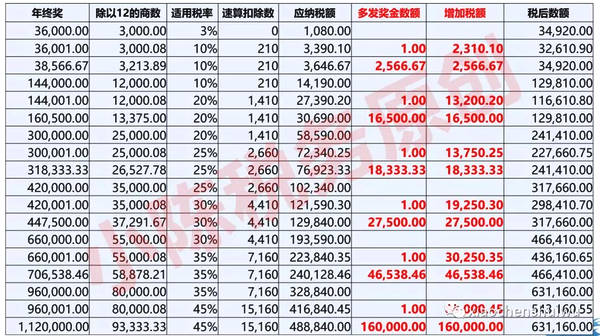 年终奖 除以12的商数 适用税率 速算扣除数 应纳税额 多发奖金数额 增加税额 税后数额
36,000.00 3,000.00 3% 0 1,080.00 34,920.00
36,001.00 3,000.08 10% 210 3,390.10 1.00 2,310.10 32,610.90
38,566.67 3,213.89 10% 210 3,646.67 2,566.67 2,566.67 34,920.00
144,000.00 12,000.00 10% 210 14,190.00 129,810.00
144,001.00 12,000.08 20% 1,410 27,390.20 1.00 13,200.20 116,610.80
160,500.00 13,375.00 20% 1,410 30,690.00 16,500.00 16,500.00 129,810.00
300,000.00 25,000.00 20% 1,410 58,590.00 241,410.00
300,001.00 25,000.08 25% 2,660 72,340.25 1.00 13,750.25 227,660.75
318,333.33 26,527.78 25% 2,660 76,923.33 18,333.33 18,333.33 241,410.00
420,000.00 35,000.00 25% 2,660 102,340.00 317,660.00
420,001.00 35,000.08 30% 4,410 121,590.30 1.00 19,250.30 298,410.70
447,500.00 37,291.67 30% 4,410 129,840.00 27,500.00 27,500.00 317,660.00
660,000.00 55,000.00 30% 4,410 193,590.00 466,410.00
660,001.00 55,000.08 35% 7,160 223,840.35 1.00 30,250.35 436,160.65
706,538.46 58,878.21 35% 7,160 240,128.46 46,538.46 46,538.46 466,410.00
960,000.00 80,000.00 35% 7,160 328,840.00 631,160.00
960,001.00 80,000.08 45% 15,160 416,840.45 1.00
1,120,000.00 93,333.33 45% 15,160 488,840.00 160,000.00 160,000.00 631,160.00
小陈税务原创